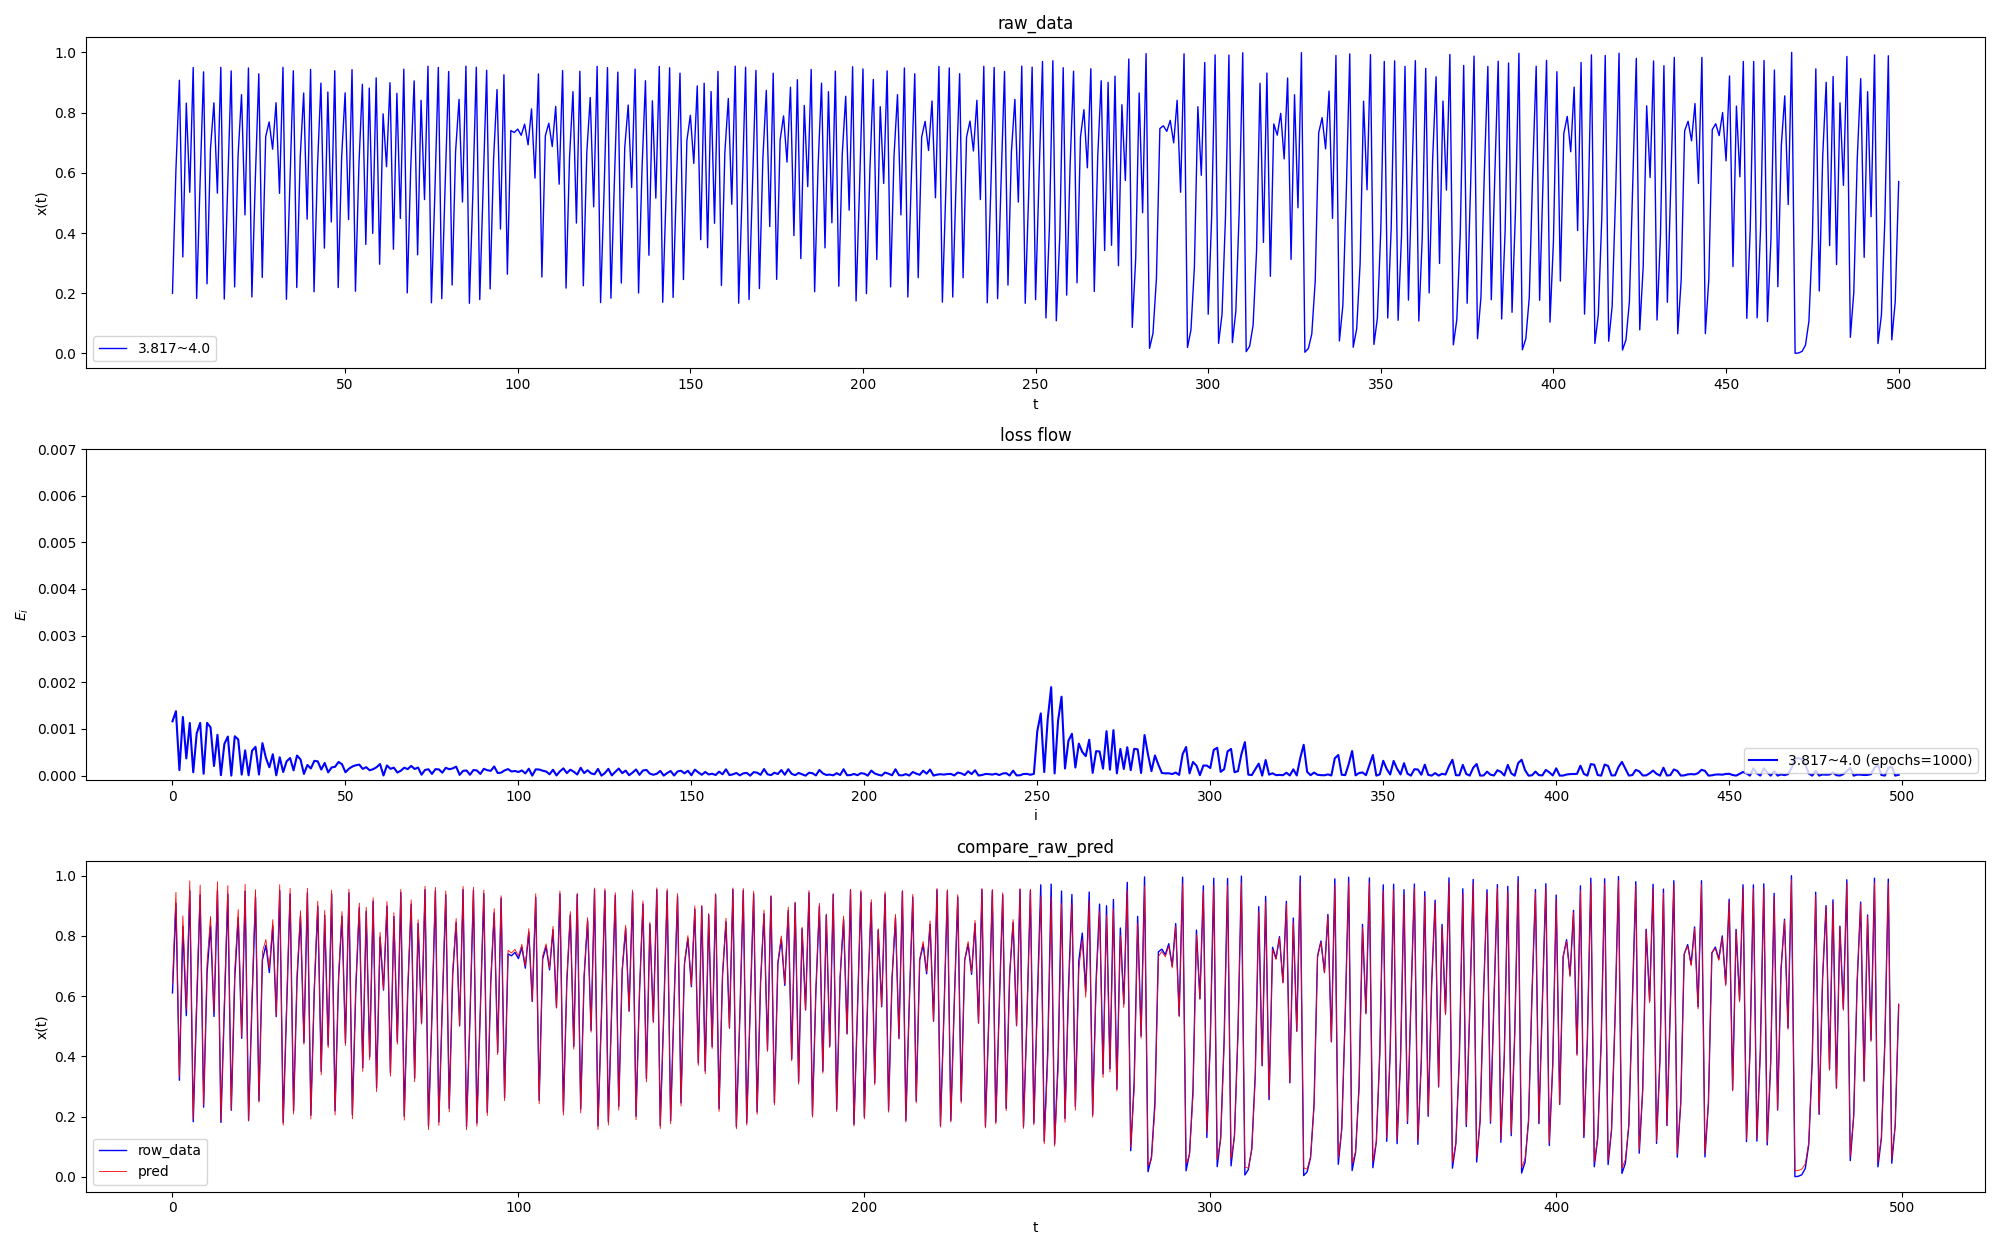 raw_data
x(t)
1.0
0.8
0.6
0.4
0.2
0.0
3.817~4.0
50 100 150 200 250 300 350 400 450 500
t
loss flow
E_i
0.007
0.006
0.005
0.004
0.003
0.002
0.001
0.000
3.817~4.0 (epochs=1000)
0 50 100 150 200 250 300 350 400 450 500
i
compare_raw_pred
x(t)
1.0
0.8
0.6
0.4
0.2
0.0
row_data
pred
0 100 200 300 400 500
t